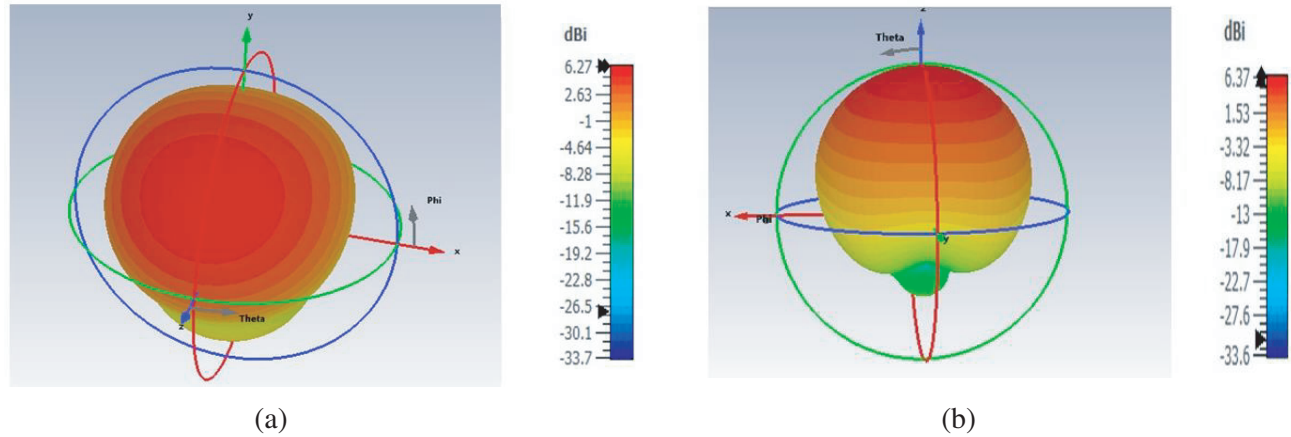 y
Phi
x
Theta
z
dBi
6.27
2.63
-1
-4.64
-8.28
-11.9
-15.6
-19.2
-22.8
-26.5
-30.1
-33.7
(a)
z
Theta
x
Phi
y
dBi
6.37
1.53
-3.32
-8.17
-13
-17.9
-22.7
-27.6
-33.6
(b)